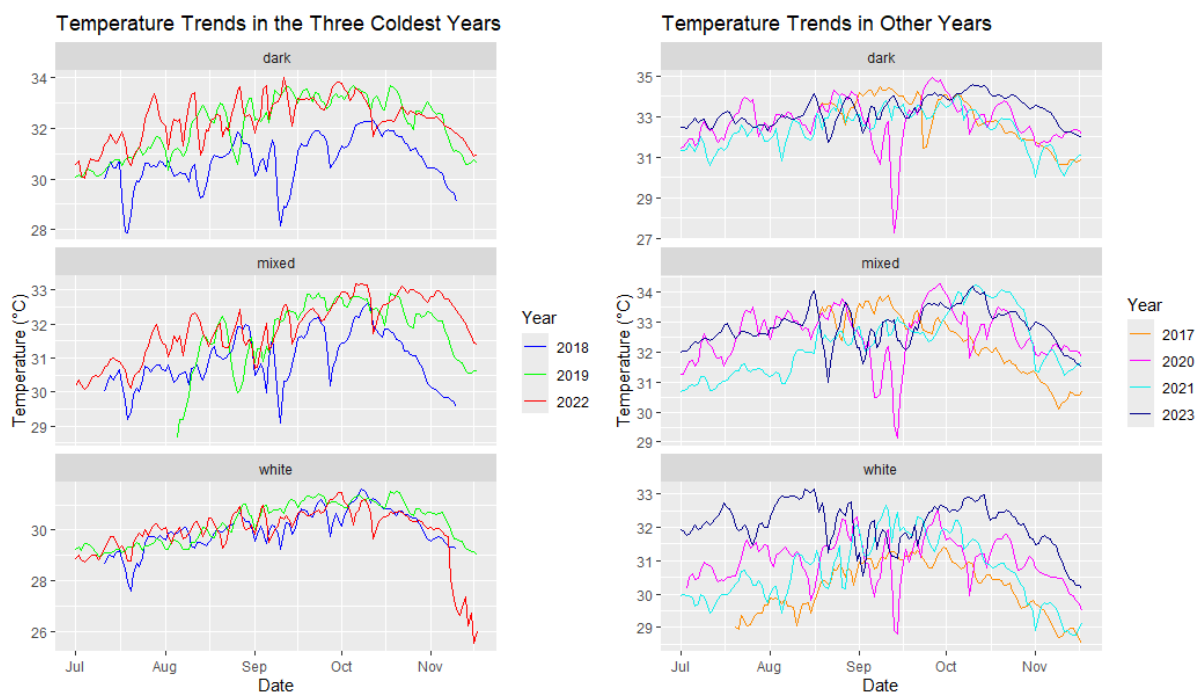 Temperature Trends in the Three Coldest Years
dark
34
32
30
28
mixed
33
32
31
30
29
white
30
28
26
Jul
Aug
Sep
Oct
Nov
Date
Temperature (°C)
Year
2018
2019
2022
Temperature Trends in Other Years
dark
35
33
31
29
27
mixed
34
33
32
31
30
29
white
33
32
31
30
29
Jul
Aug
Sep
Oct
Nov
Date
Temperature (°C)
Year
2017
2020
2021
2023